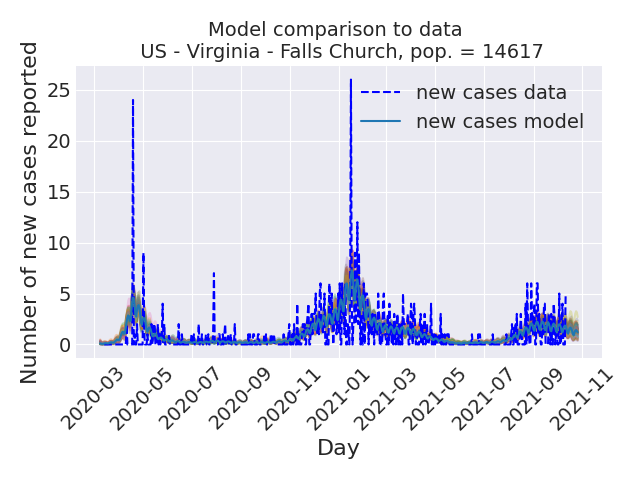 Model comparison to data
US - Virginia - Falls Church, pop. = 14617
Number of new cases reported
25
20
15
10
5
0
new cases data
new cases model
2020-03
2020-05
2020-07
2020-09
2020-11
2021-01
2021-03
2021-05
2021-07
2021-09
2021-11
Day